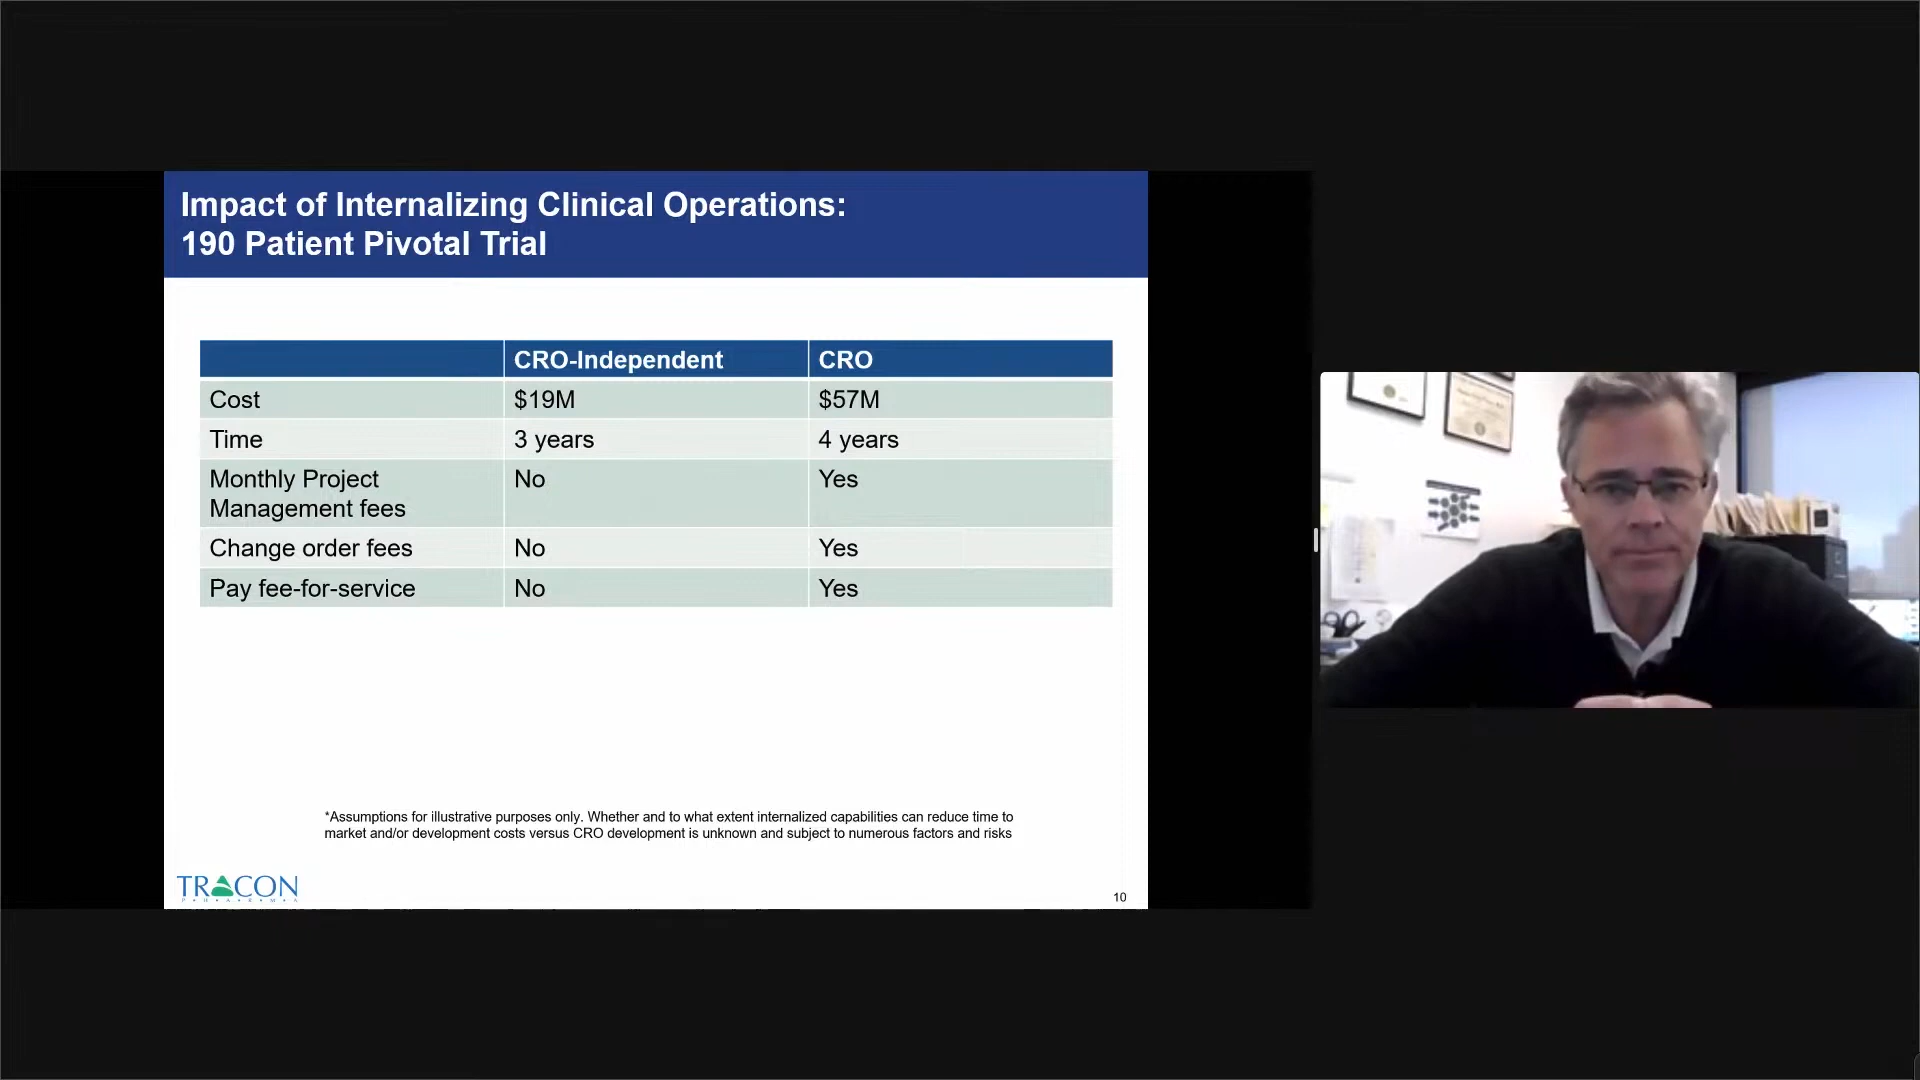 Impact of Internalizing Clinical Operations:
190 Patient Pivotal Trial
CRO-Independent CRO
Cost $19M $57M
Time 3 years 4 years
Monthly Project
Management fees No Yes
Change order fees No Yes
Pay fee-for-service No Yes
*Assumptions for illustrative purposes only. Whether and to what extent internalized capabilities can reduce time to
market and/or development costs versus CRO development is unknown and subject to numerous factors and risks
TRACON
PHARMA
10